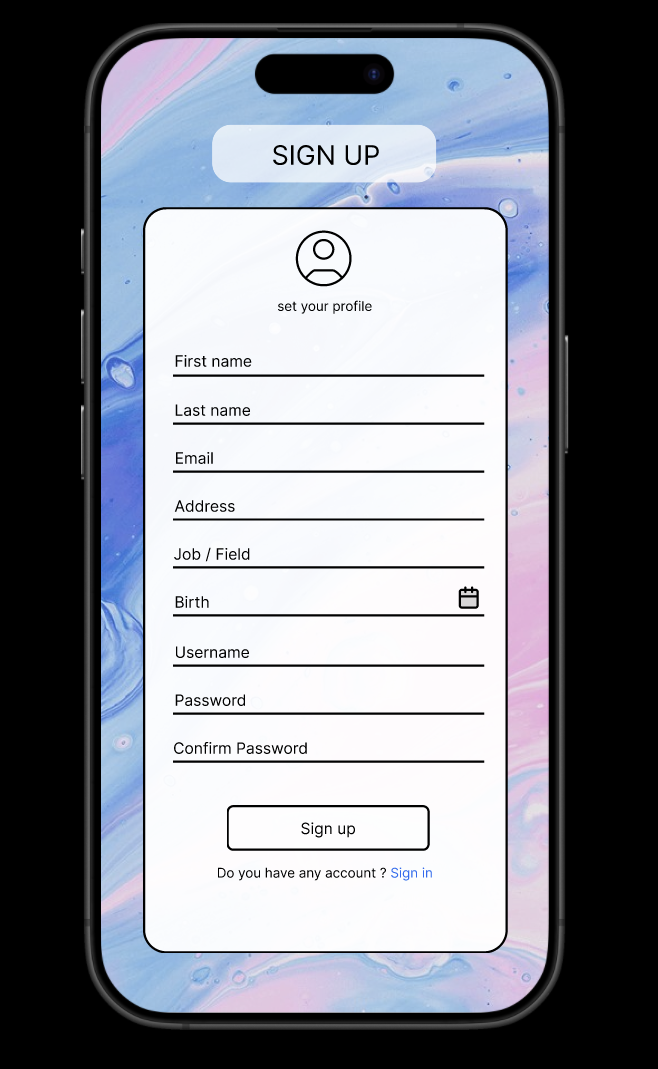 SIGN UP
set your profile
First name
Last name
Email
Address
Job / Field
Birth
Username
Password
Confirm Password
Sign up
Do you have any account ? Sign in